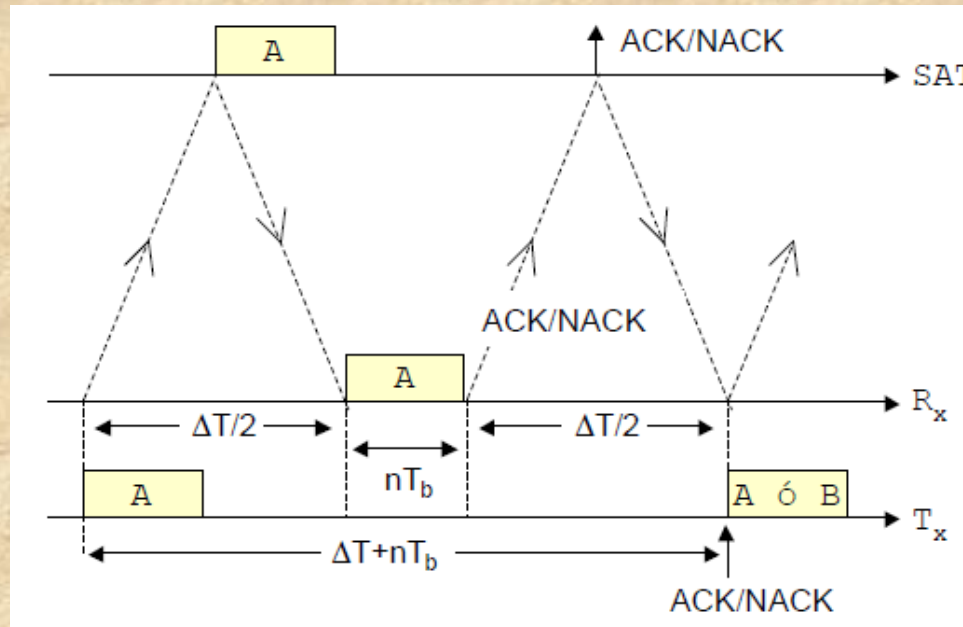 A
ACK/NACK
SAT
ACK/NACK
A
Rx
ΔT/2
ΔT/2
nTb
A
A ó B
Tx
ΔT+nTb
ACK/NACK